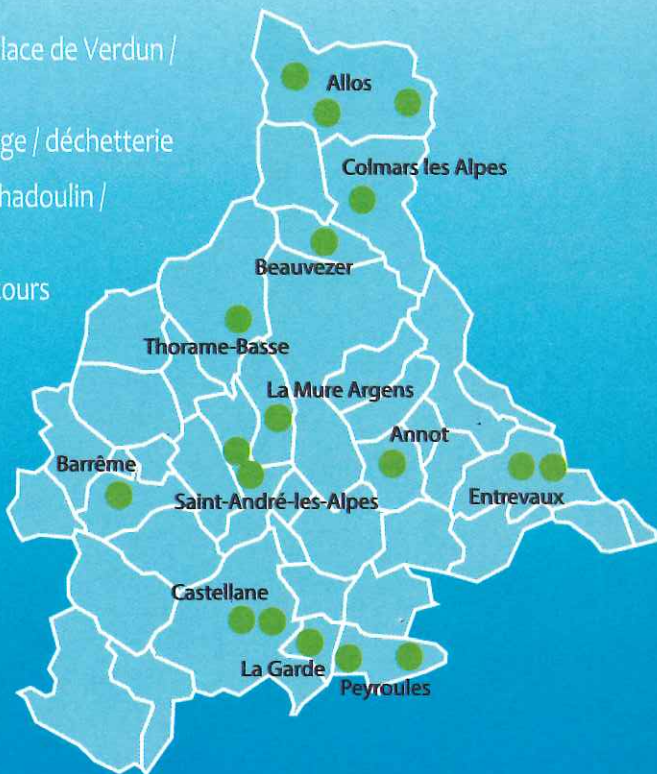 lace de Verdun /
ge / déchetterie
hadoulin /
ours
Allos
Colmars les Alpes
Beauvezer
Thorame-Basse
La Mure Argens
Annot
Barrême
Saint-André-les-Alpes
Entrevaux
Castellane
La Garde
Peyroules